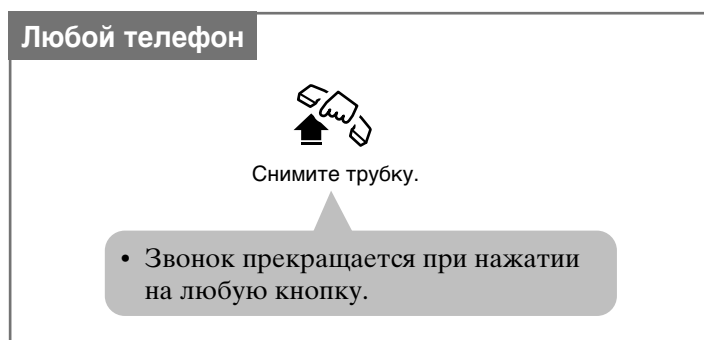 Любой телефон
Снимите трубку.
• Звонок прекращается при нажатии
на любую кнопку.